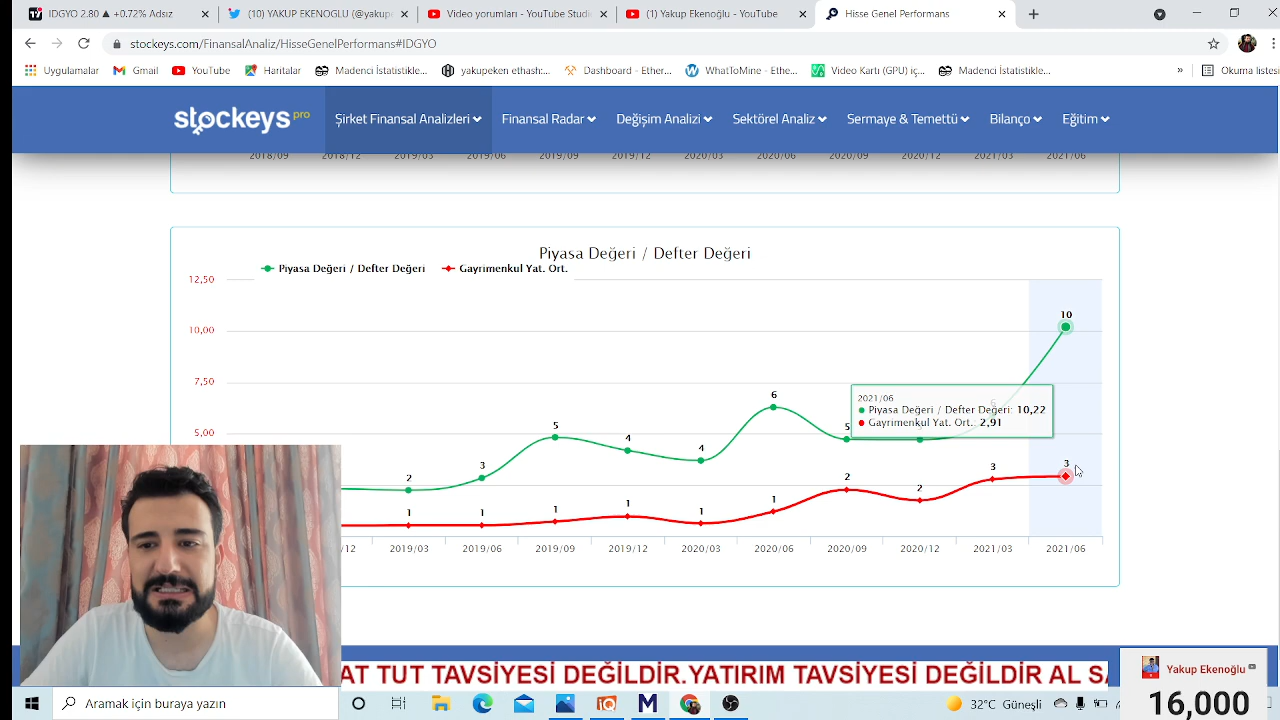 IDGYO 2.80 ▲ +0.72% Adsız
(10) YAKUP EKENOĞLU (@yakup
Video yorumları - YouTube Studio
(1) Yakup Ekenoğlu - YouTube
Hisse Genel Performans
stockeys.com/FinansalAnaliz/HisseGenelPerformans#IDGYO
Uygulamalar
Gmail
YouTube
Haritalar
Madenci İstatistikle...
Dashboard - Ether...
WhatToMine - Ethe...
Video Kartı (GPU) iç...
Madenci İstatistikle...
»
Okuma listesi
stockeys pro
Şirket Finansal Analizleri
Finansal Radar
Değişim Analizi
Sektörel Analiz
Sermaye & Temettü
Bilanço
Eğitim
2018/09 2018/12 2019/03 2019/06 2019/09 2019/12 2020/03 2020/06 2020/09 2020/12 2021/03 2021/06
Piyasa Değeri / Defter Değeri
Piyasa Değeri / Defter Değeri
Gayrimenkul Yat. Ort.
12,50
10
10,00
7,50
6
6
2021/06
Piyasa Değeri / Defter Değeri: 10,22
Gayrimenkul Yat. Ort.: 2,91
5,00
5
4
4
5
3
2
3
3
2
2
1
1
1
1
1
1
/12 2019/03 2019/06 2019/09 2019/12 2020/03 2020/06 2020/09 2020/12 2021/03 2021/06
AT TUT TAVSİYESİ DEĞİLDİR.YATIRIM TAVSİYESİ DEĞİLDİR AL SA
Yakup Ekenoğlu
16,000
Aramak için buraya yazın
32°C Güneşli